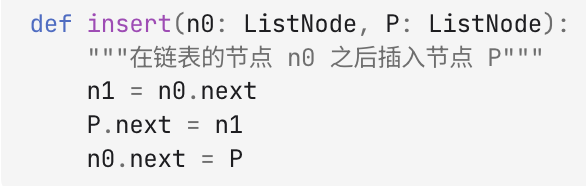 def insert(n0: ListNode, P: ListNode):
    """在链表的节点 n0 之后插入节点 P"""
    n1 = n0.next
    P.next = n1
    n0.next = P